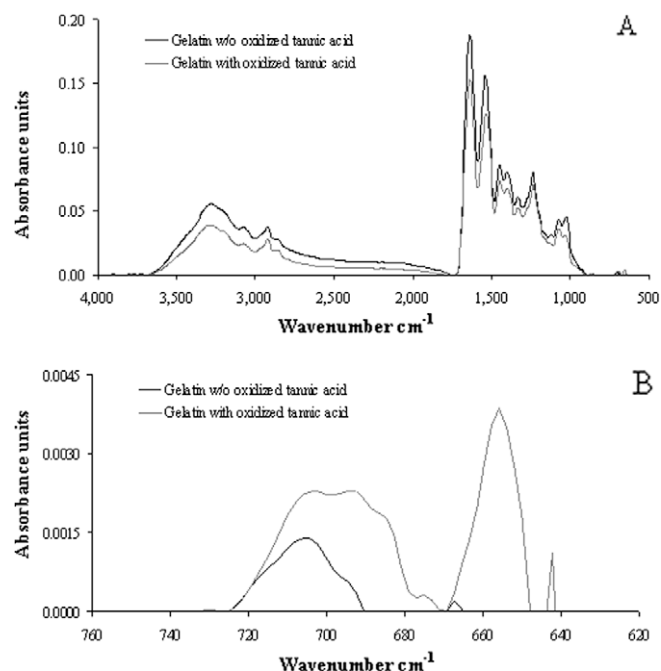 A
Gelatin w/o oxidized tannic acid
Gelatin with oxidized tannic acid
Absorbance units
0.20
0.15
0.10
0.05
0.00
4,000 3,500 3,000 2,500 2,000 1,500 1,000 500
Wavenumber cm⁻¹
B
Gelatin w/o oxidized tannic acid
Gelatin with oxidized tannic acid
Absorbance units
0.0045
0.0030
0.0015
0.0000
760 740 720 700 680 660 640 620
Wavenumber cm⁻¹